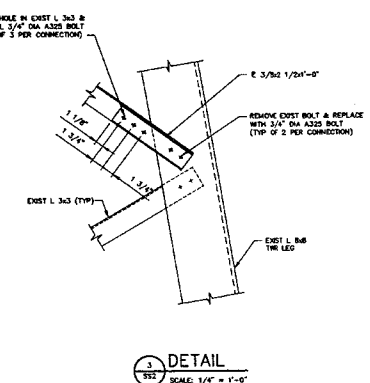 HOLE IN EXIST L 3x3 &
L 3/4" DIA A325 BOLT
OF 3 PER CONNECTION)
℄ 3/8x2 1/2x1'-0"
REMOVE EXIST BOLT & REPLACE
WITH 3/4" DIA A325 BOLT
(TYP OF 2 PER CONNECTION)
1 1/8"
1 3/4"
1 3/4"
EXIST L 3x3 (TYP)
EXIST L 8x8
TWR LEG
3
SS2
DETAIL
SCALE: 1/4" = 1'-0"